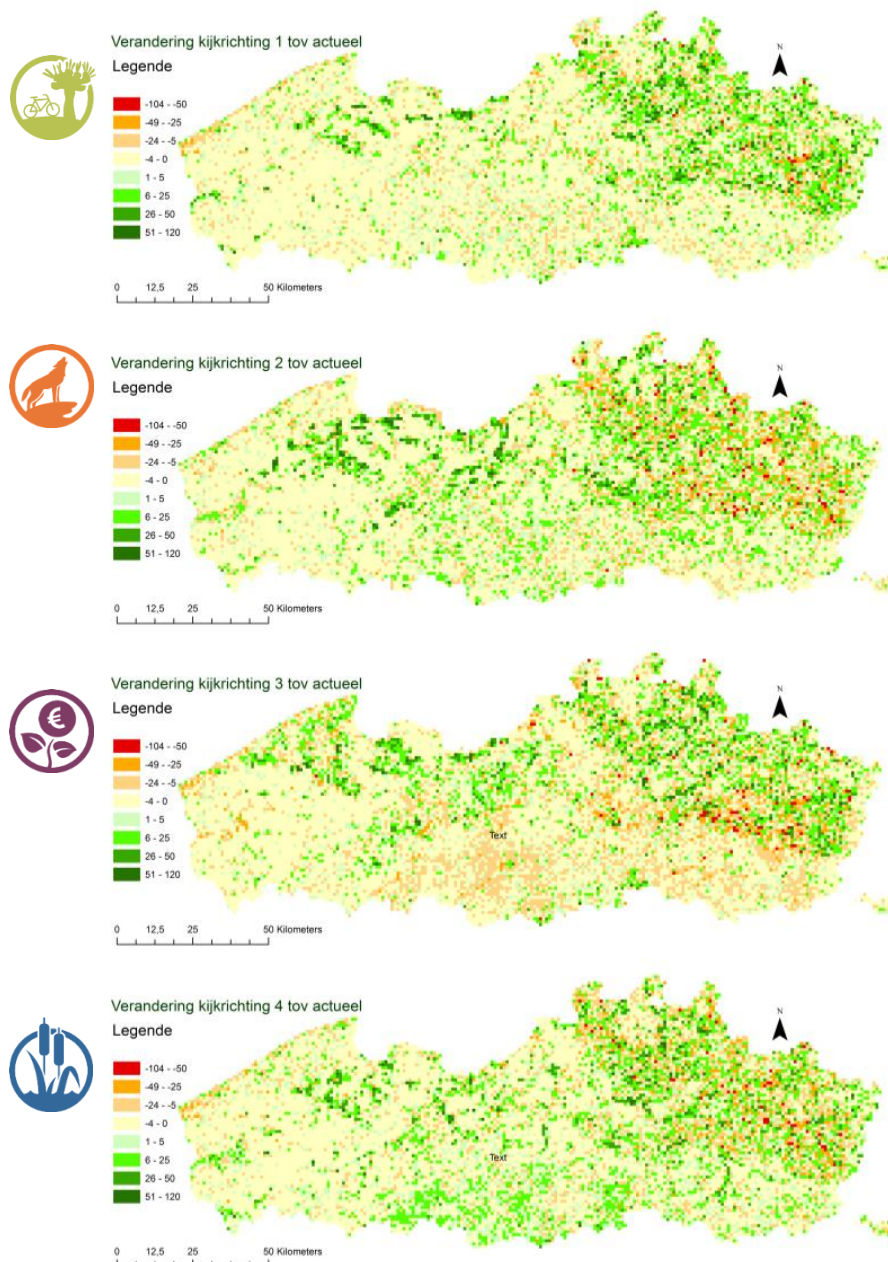 Verandering kijkrichting 1 tov actueel
Legende
N
-104 - -50
-49 - -25
-24 - -5
-4 - 0
1 - 5
6 - 25
26 - 50
51 - 120
0 12,5 25 50 Kilometers
Verandering kijkrichting 2 tov actueel
Legende
N
-104 - -50
-49 - -25
-24 - -5
-4 - 0
1 - 5
6 - 25
26 - 50
51 - 120
0 12,5 25 50 Kilometers
Verandering kijkrichting 3 tov actueel
Legende
N
€
-104 - -50
-49 - -25
-24 - -5
-4 - 0
1 - 5
Text
6 - 25
26 - 50
51 - 120
0 12,5 25 50 Kilometers
Verandering kijkrichting 4 tov actueel
Legende
N
-104 - -50
-49 - -25
-24 - -5
-4 - 0
1 - 5
Text
6 - 25
26 - 50
51 - 120
0 12,5 25 50 Kilometers